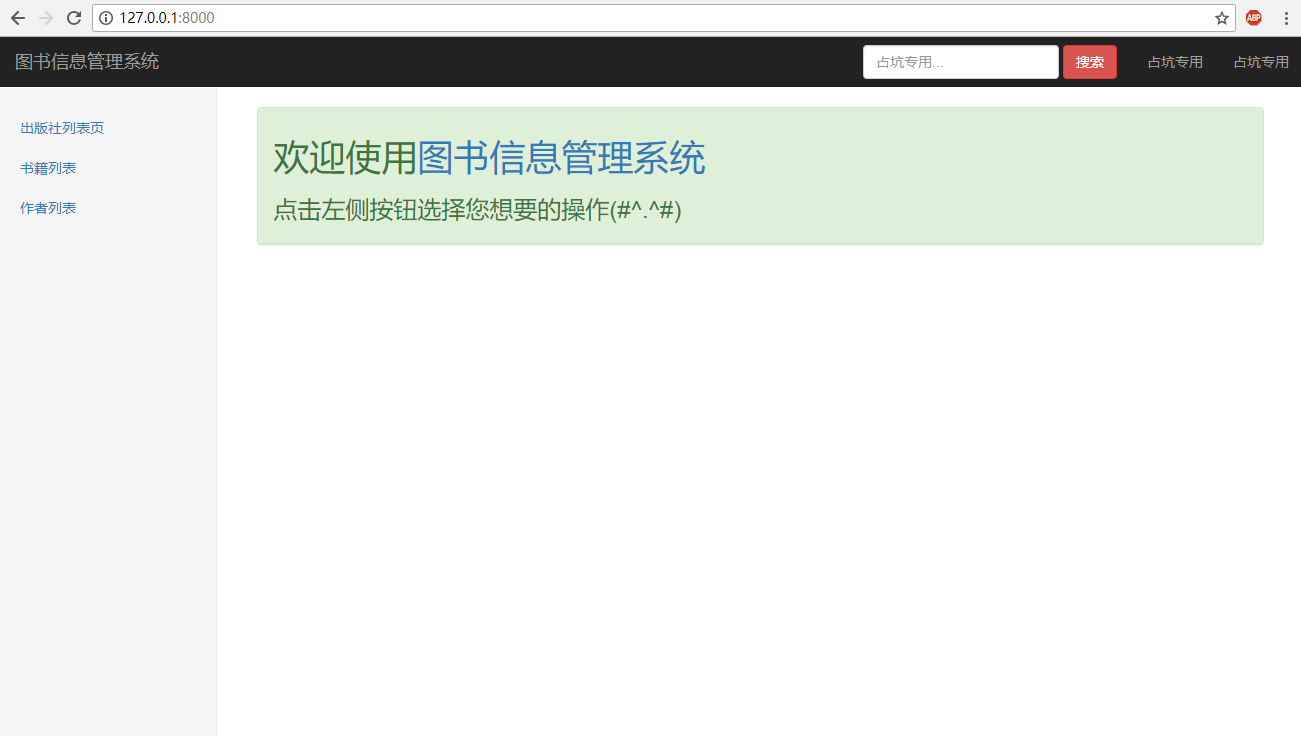 127.0.0.1:8000
ABP
图书信息管理系统
占坑专用...
搜索
占坑专用
占坑专用
出版社列表页
书籍列表
作者列表
欢迎使用图书信息管理系统
点击左侧按钮选择您想要的操作(#^.^#)